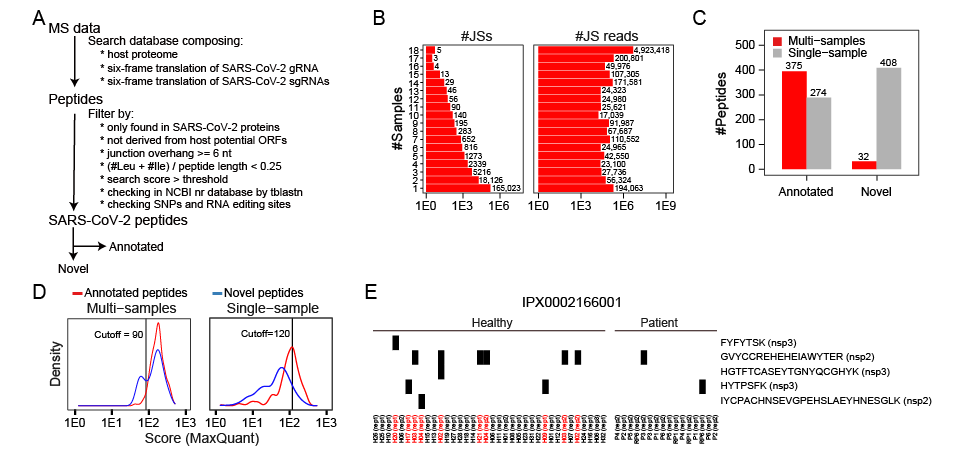 A
MS data
Search database composing:
* host proteome
* six-frame translation of SARS-CoV-2 gRNA
* six-frame translation of SARS-CoV-2 sgRNAs
Peptides
Filter by:
* only found in SARS-CoV-2 proteins
* not derived from host potential ORFs
* junction overhang >= 6 nt
* (#Leu + #Ile) / peptide length < 0.25
* search score > threshold
* checking in NCBI nr database by tblastn
* checking SNPs and RNA editing sites
SARS-CoV-2 peptides
Annotated
Novel
B
#JSs
#JS reads
#Samples
18 5 4,923,418
17 3 200,801
16 4 49,976
15 13 107,305
14 29 171,581
13 46 24,323
12 56 24,980
11 90 25,621
10 140 17,039
9 195 91,987
8 283 67,687
7 652 110,552
6 816 24,965
5 1273 42,550
4 2339 23,100
3 5216 27,736
2 18,126 56,324
1 165,023 194,063
1E0 1E3 1E6 1E0 1E3 1E6 1E9
C
Multi−samples
Single−sample
#Peptides
500
400
300
200
100
0
375
274
32
408
Annotated Novel
D
Annotated peptides Novel peptides
Multi−samples Single−sample
Cutoff = 90
Cutoff=120
Density
1E0 1E1 1E2 1E3 1E0 1E1 1E2 1E3
Score (MaxQuant)
E
IPX0002166001
Healthy Patient
FYFYTSK (nsp3)
GVYCCREHEHEIAWYTER (nsp2)
HGTFTCASEYTGNYQCGHYK (nsp3)
HYTPSFK (nsp3)
IYCPACHNSEVGPEHSLAEYHNESGLK (nsp2)